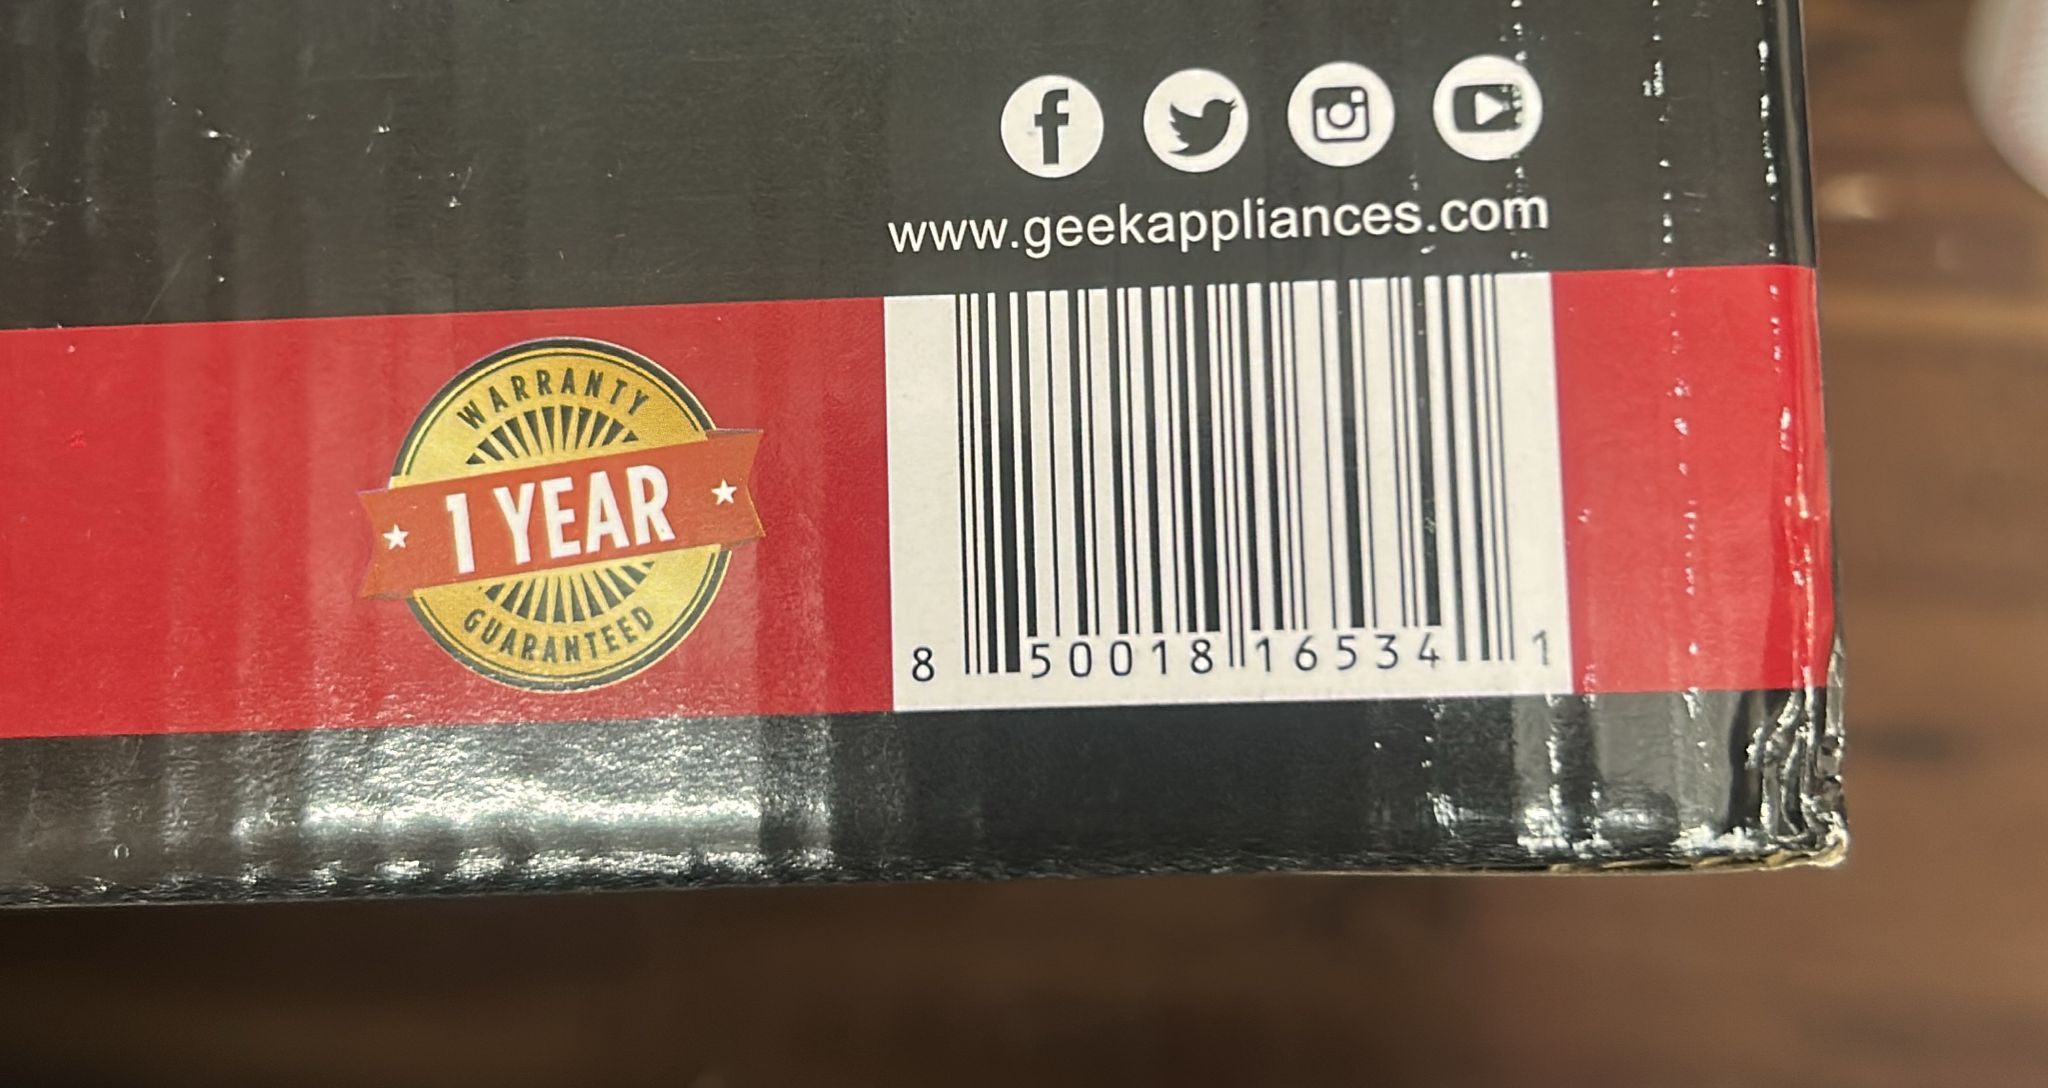 www.geekappliances.com
WARRANTY
1 YEAR
GUARANTEED
8 50018 16534 1